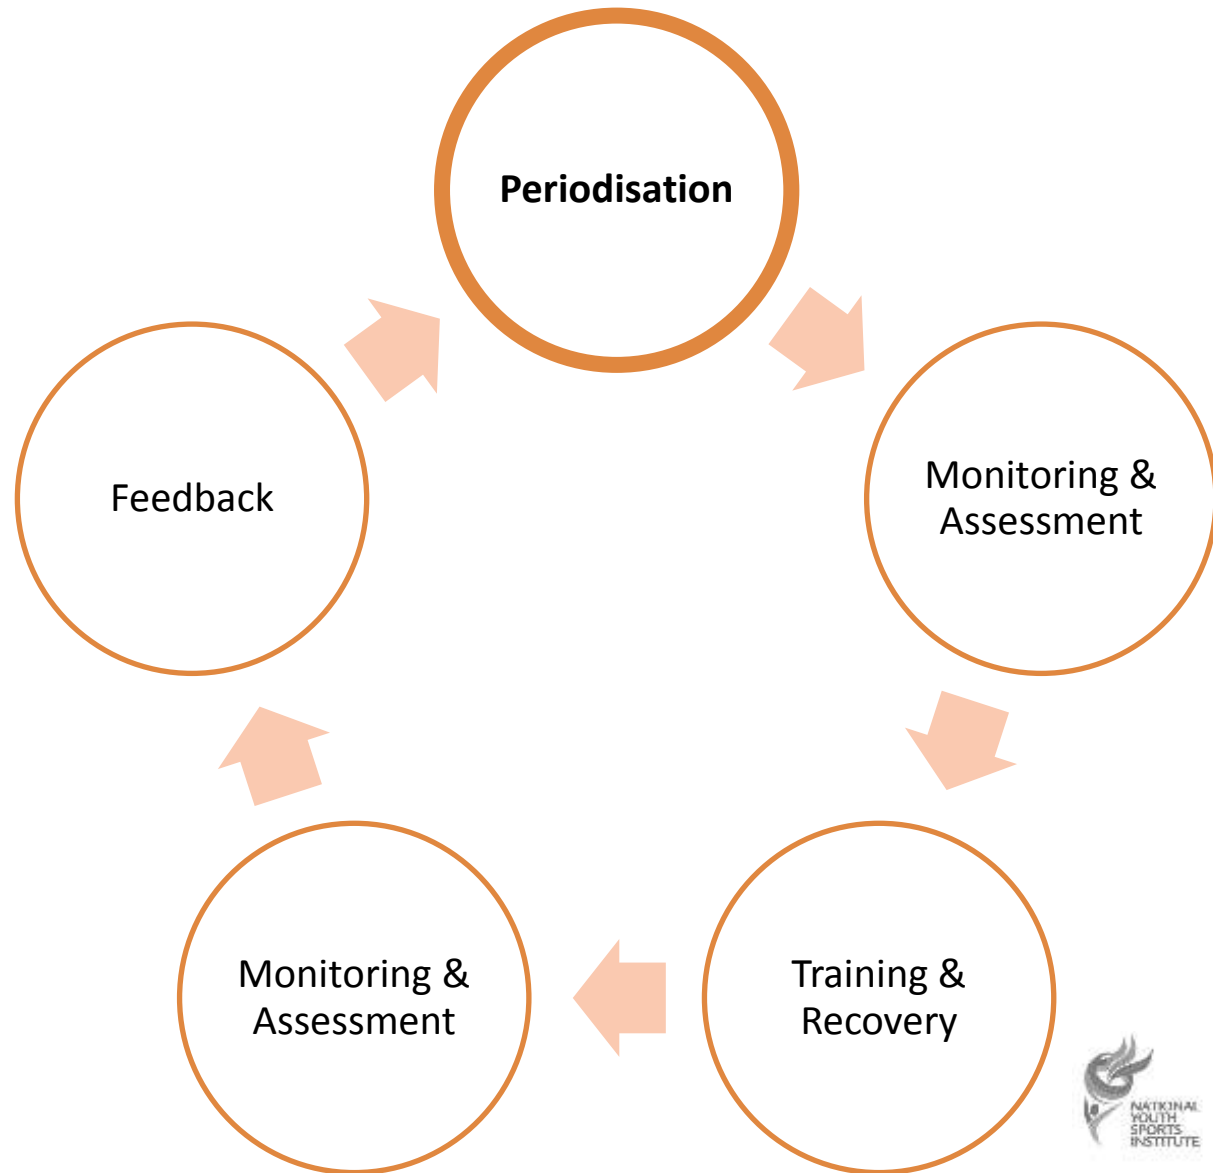 Periodisation
Monitoring &
Assessment
Training &
Recovery
Monitoring &
Assessment
Feedback
NATIONAL
YOUTH
SPORTS
INSTITUTE